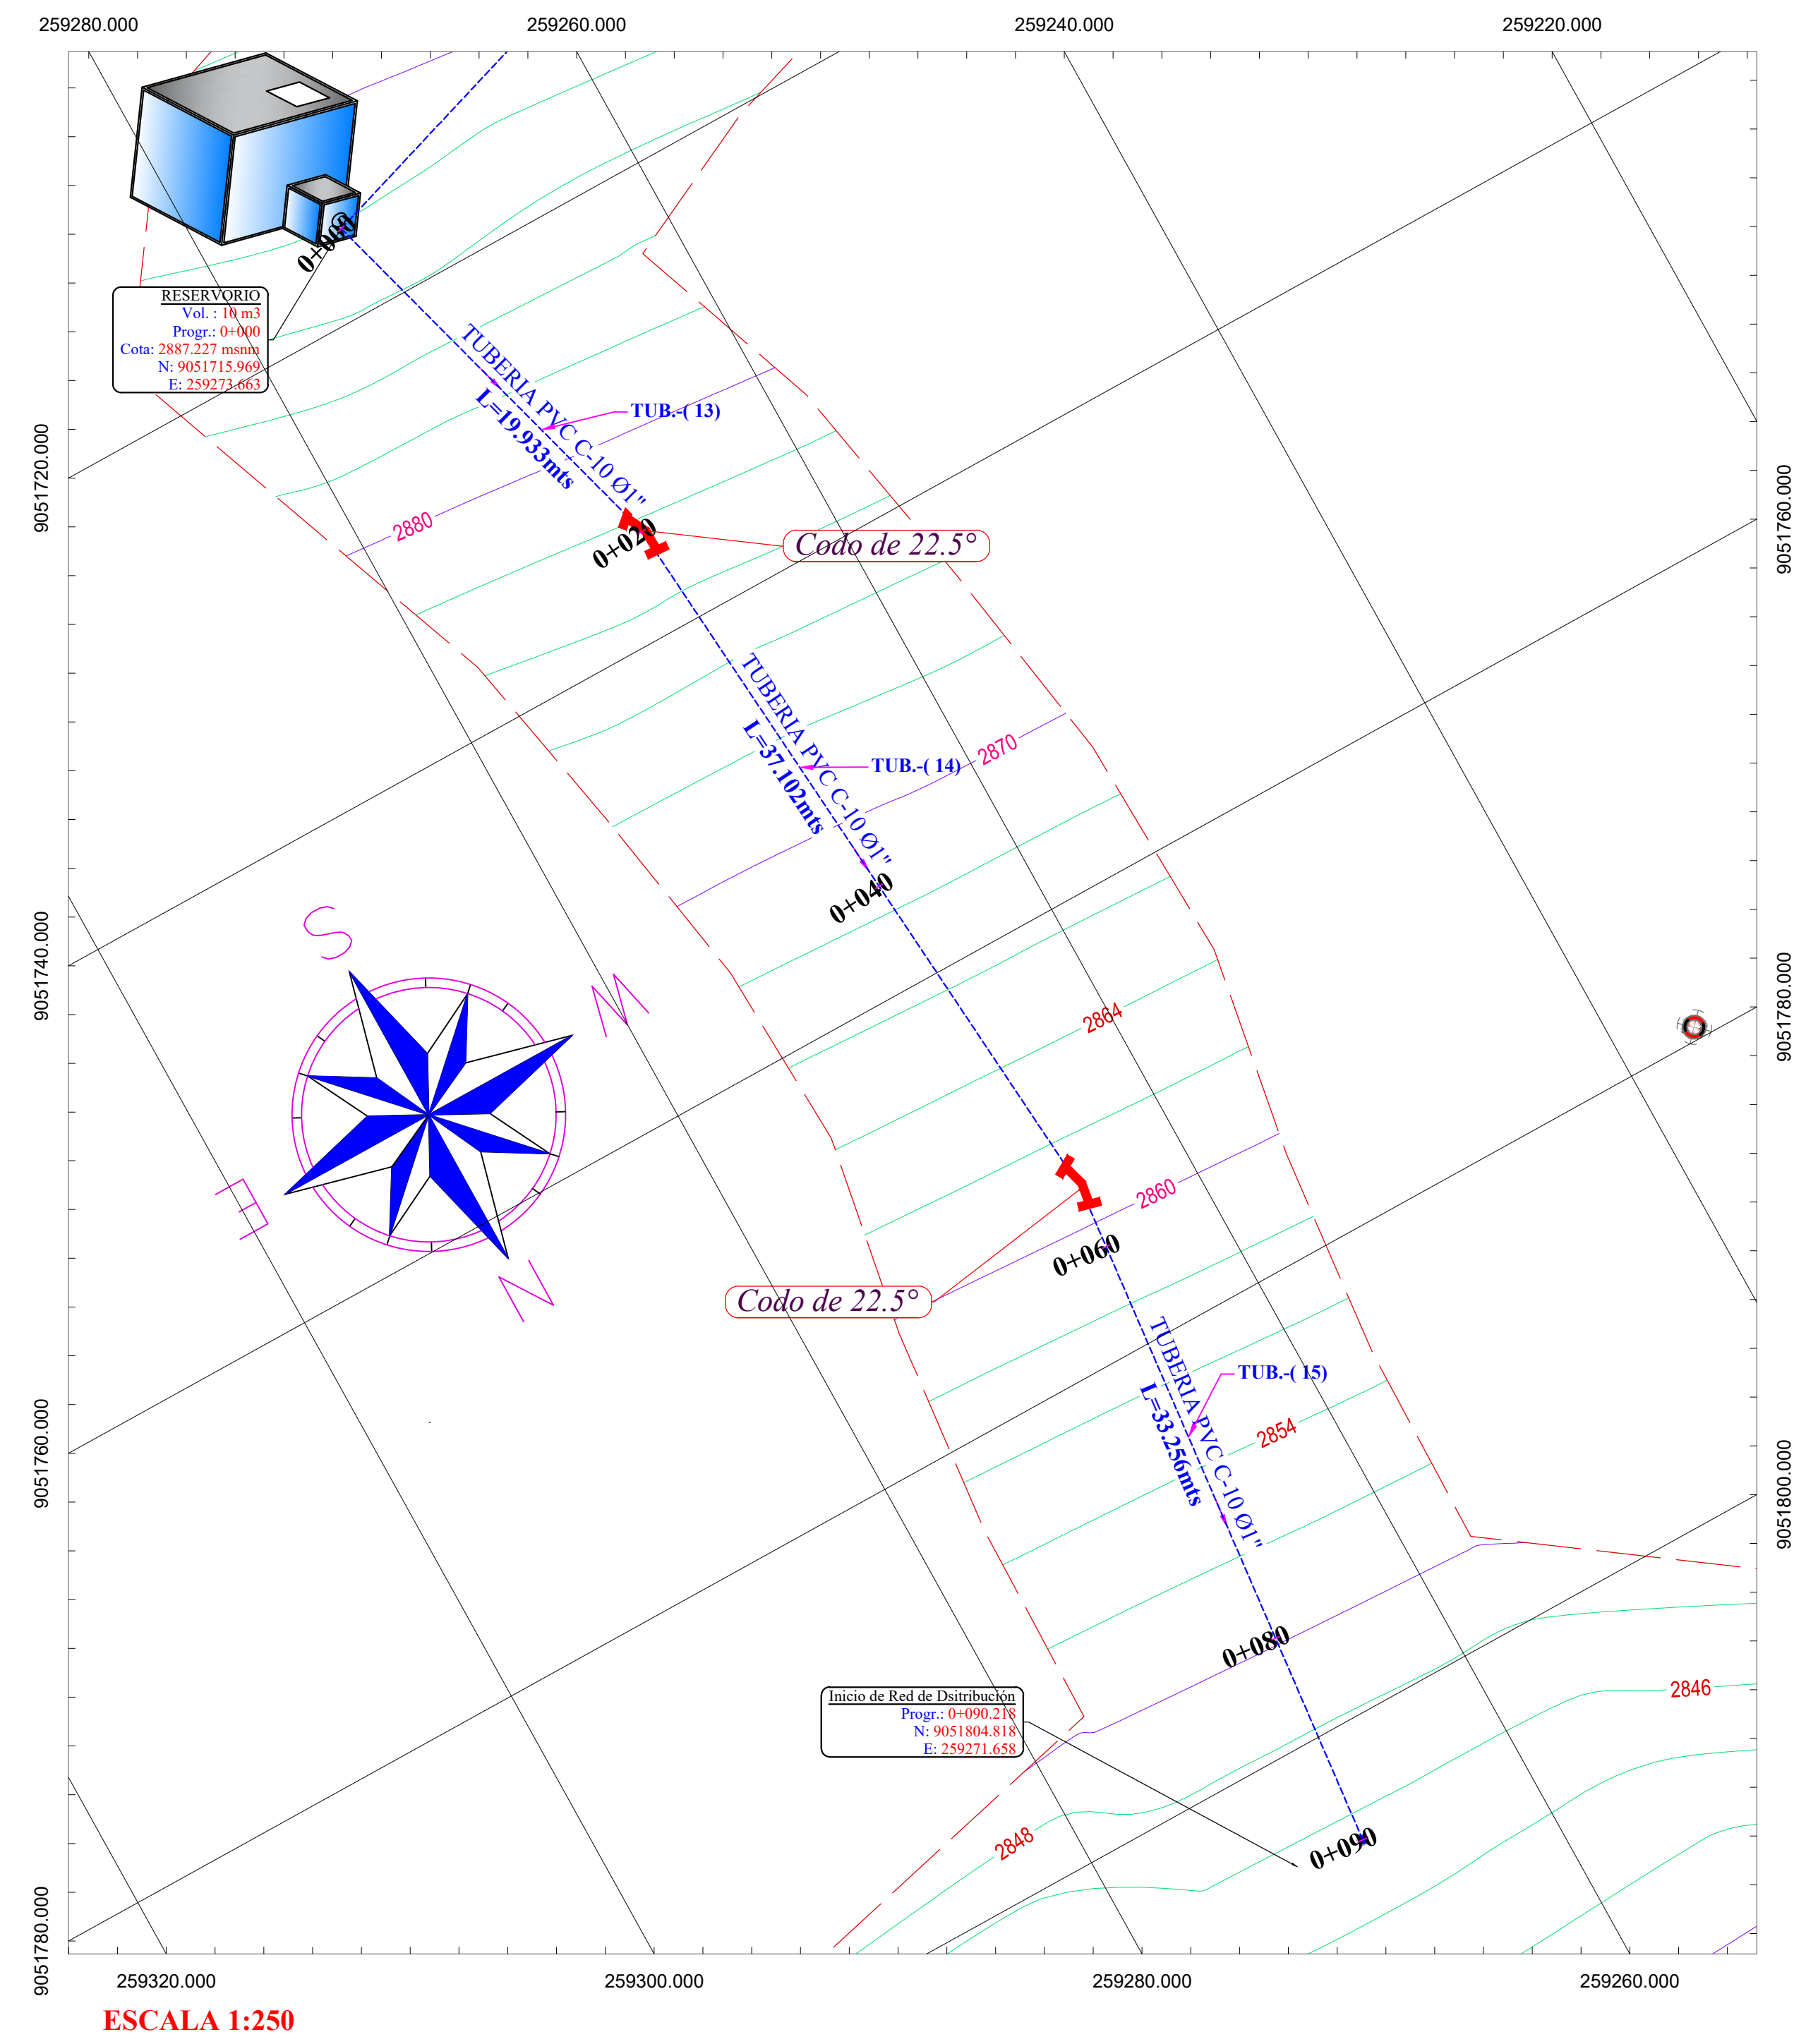 259280.000
259260.000
259240.000
259220.000
0+000
RESERVORIO
Vol. : 10 m3
Progr.: 0+000
Cota: 2887.227 msnm
N: 9051715.969
E: 259273.663
TUBERIA PVC C-10 Ø1"
L=19.933mts
TUB.-( 13)
9051720.000
9051760.000
2880
0+020
Codo de 22.5°
TUBERIA PVC C-10 Ø1"
L=37.102mts
TUB.-( 14)
2870
0+040
9051740.000
9051780.000
S
W
E
N
2864
2860
0+060
Codo de 22.5°
TUBERIA PVC C-10 Ø1"
L=33.256mts
TUB.-( 15)
2854
9051760.000
9051800.000
0+080
Inicio de Red de Dsitribución
Progr.: 0+090.218
N: 9051804.818
E: 259271.658
2846
2848
0+090
9051780.000
259320.000
259300.000
259280.000
259260.000
ESCALA 1:250